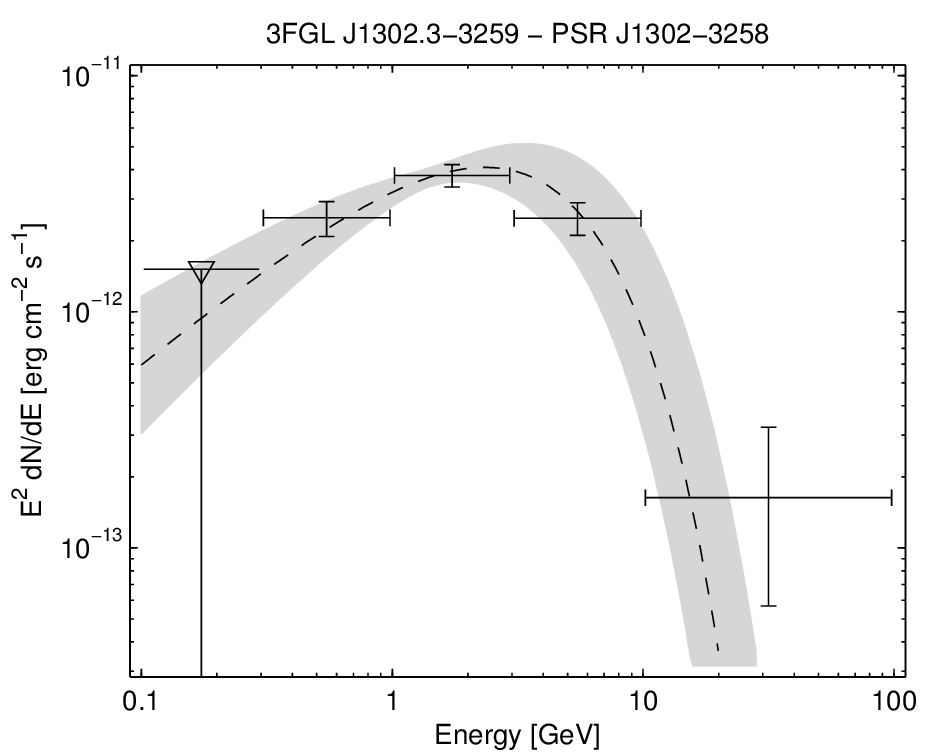 3FGL J1302.3−3259 − PSR J1302−3258
E² dN/dE [erg cm⁻² s⁻¹]
10⁻¹¹
10⁻¹²
10⁻¹³
0.1 1 10 100
Energy [GeV]